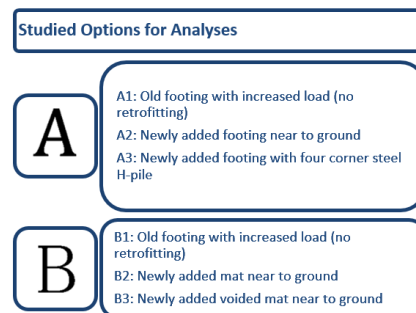 Studied Options for Analyses
A
A1: Old footing with increased load (no
retrofitting)
A2: Newly added footing near to ground
A3: Newly added footing with four corner steel
H-pile
B
B1: Old footing with increased load (no
retrofitting)
B2: Newly added mat near to ground
B3: Newly added voided mat near to ground